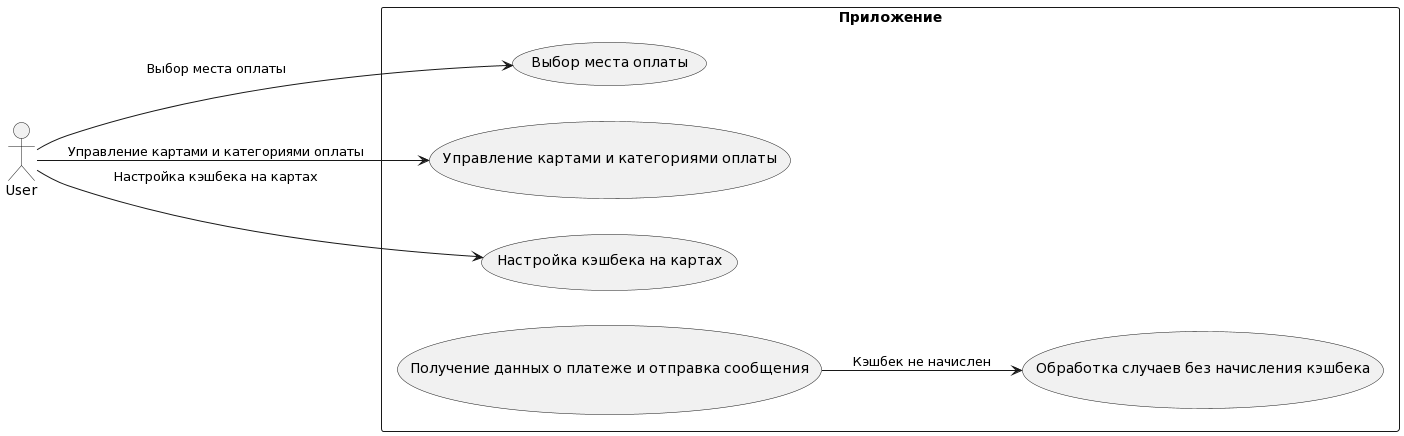 Приложение
Выбор места оплаты
Выбор места оплаты
Управление картами и категориями оплаты
Управление картами и категориями оплаты
Настройка кэшбека на картах
User
Настройка кэшбека на картах
Кэшбек не начислен
Получение данных о платеже и отправка сообщения
Обработка случаев без начисления кэшбека